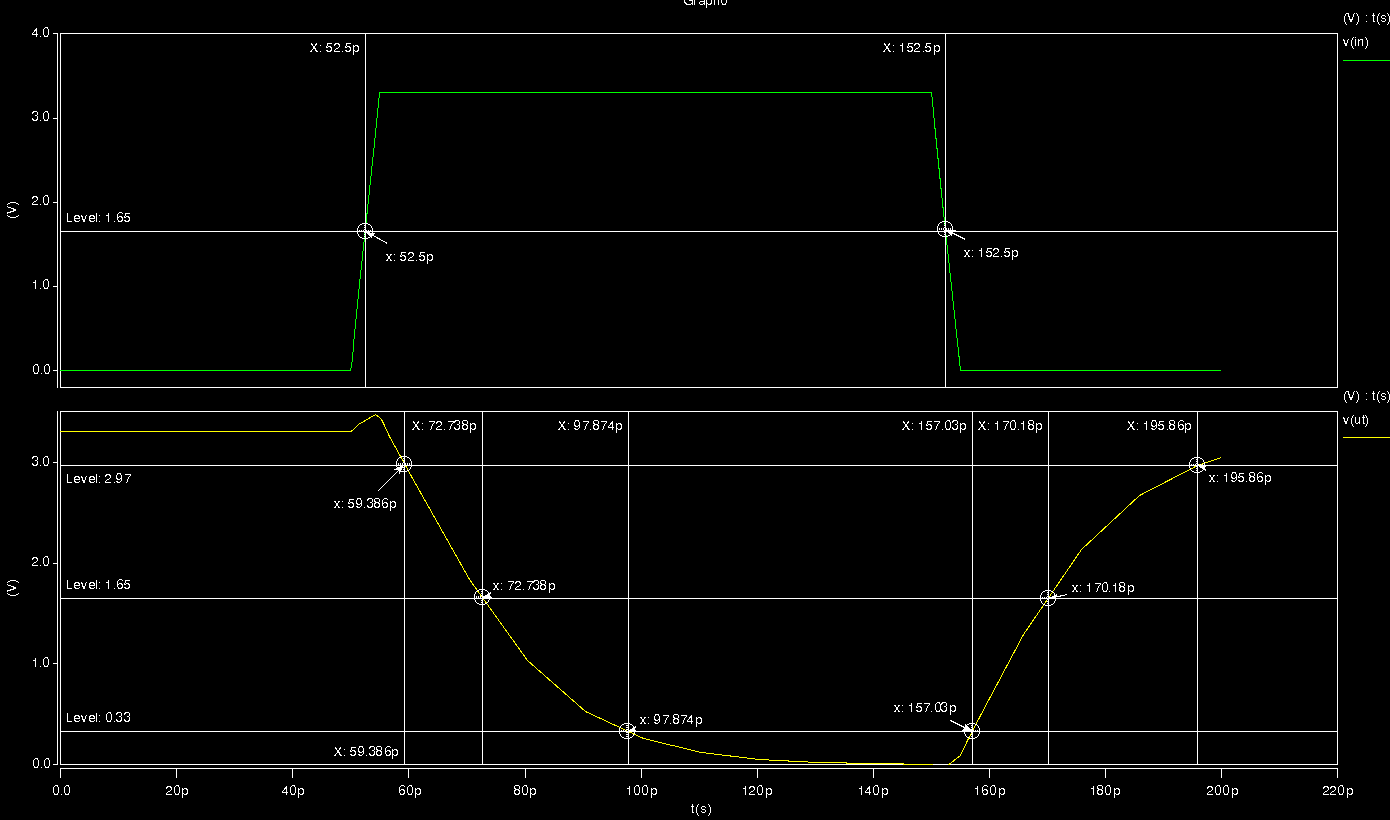 Graph0
(V) : t(s)
v(in)
4.0
X: 52.5p
X: 152.5p
3.0
2.0
(V)
Level: 1.65
x: 52.5p
x: 152.5p
1.0
0.0
(V) : t(s)
v(ut)
X: 72.738p
X: 97.874p
X: 157.03p
X: 170.18p
X: 195.86p
3.0
Level: 2.97
x: 59.386p
x: 195.86p
2.0
(V)
Level: 1.65
x: 72.738p
x: 170.18p
1.0
Level: 0.33
x: 97.874p
x: 157.03p
X: 59.386p
0.0
0.0 20p 40p 60p 80p 100p 120p 140p 160p 180p 200p 220p
t(s)